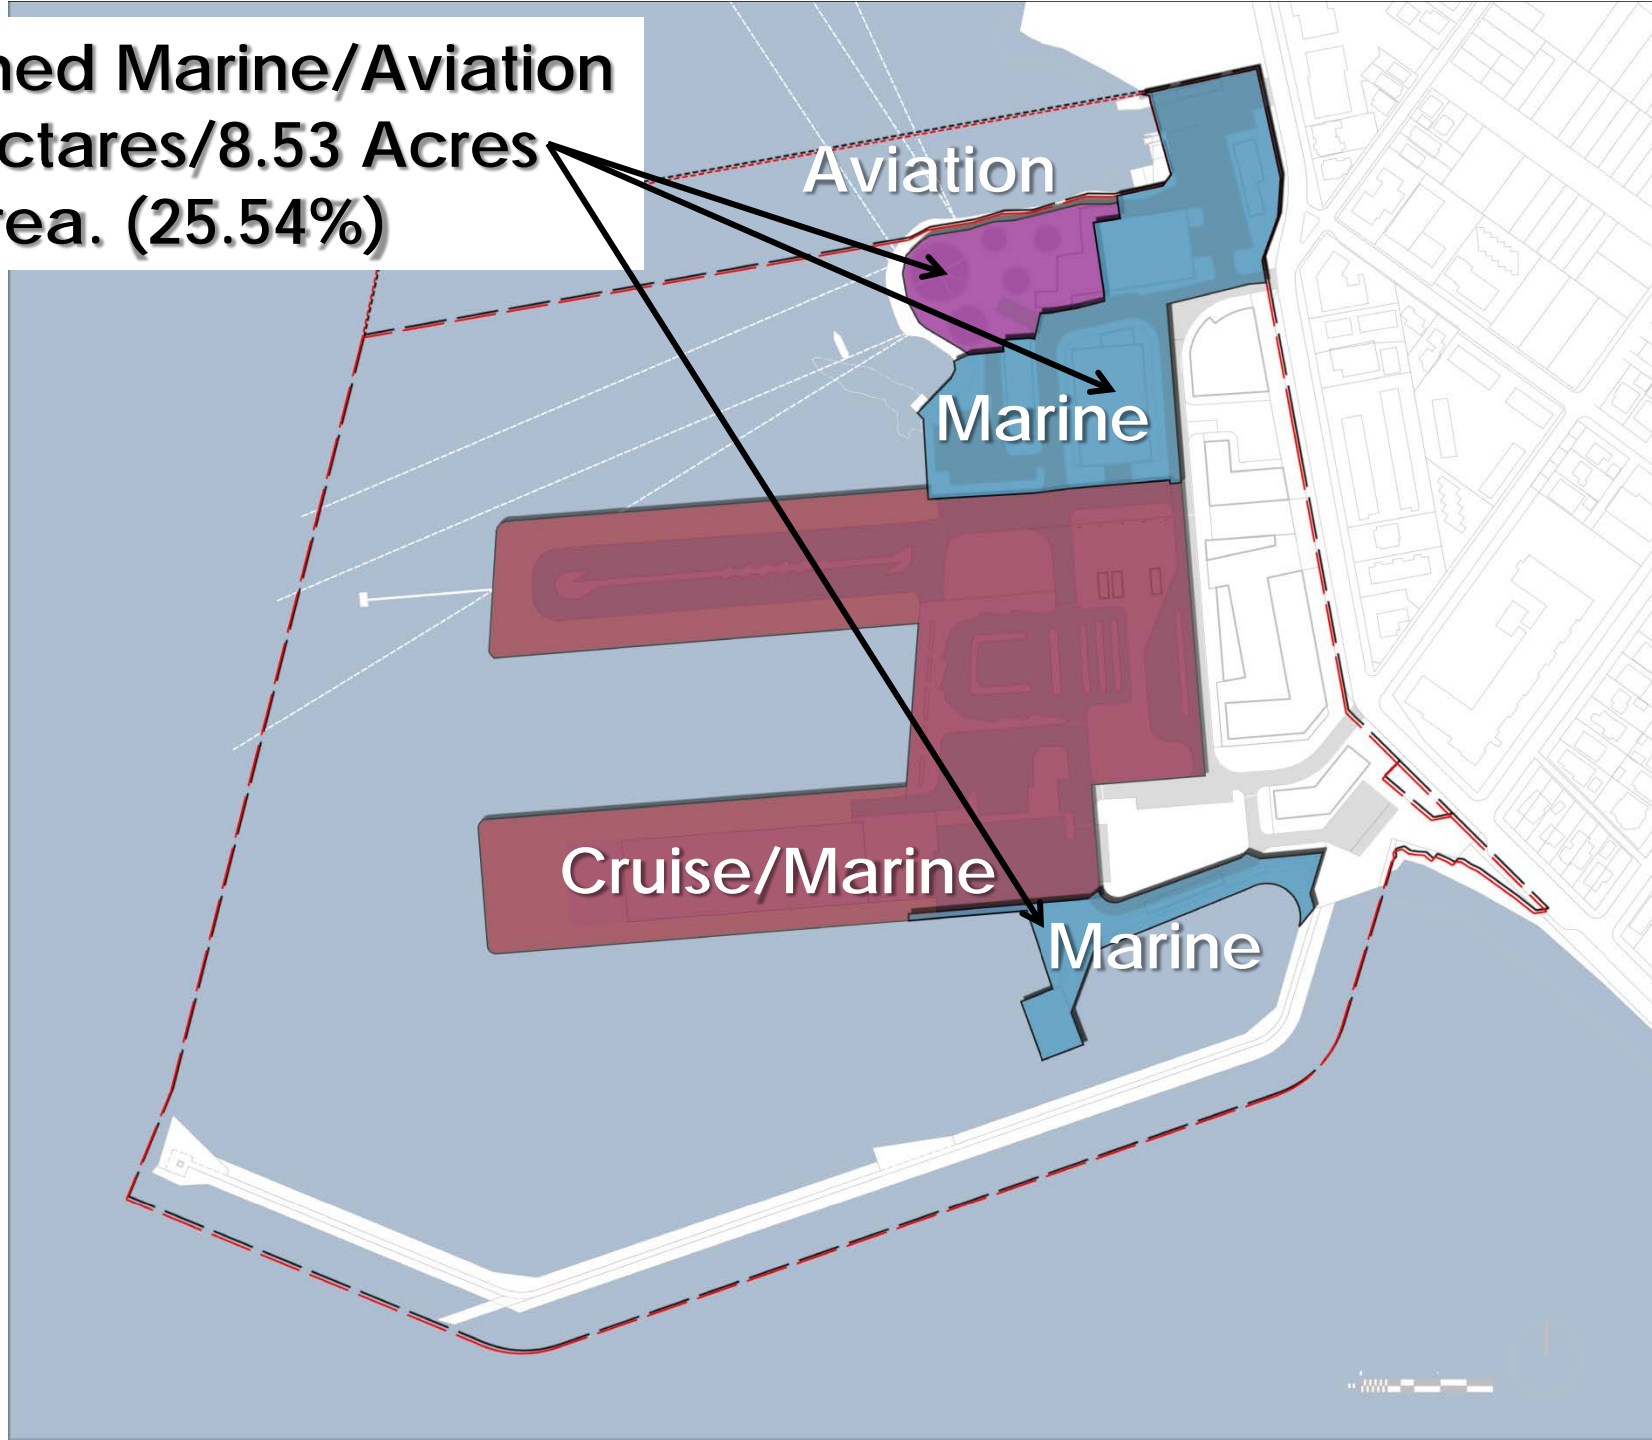 ned Marine/Aviation
ctares/8.53 Acres
rea. (25.54%)
Aviation
Marine
Cruise/Marine
Marine